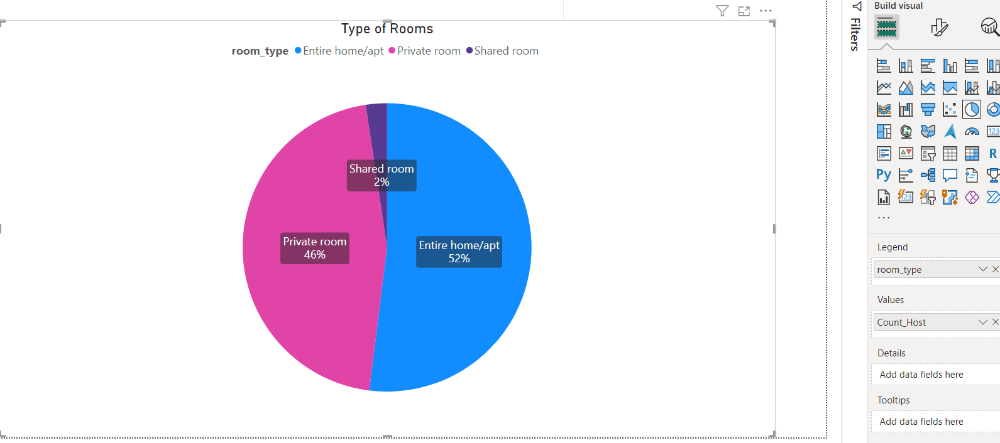 Type of Rooms
room_type Entire home/apt Private room Shared room
Shared room
2%
Private room
46%
Entire home/apt
52%
Filters
Build visual
123
R
Py
123
Legend
room_type
Values
Count_Host
Details
Add data fields here
Tooltips
Add data fields here